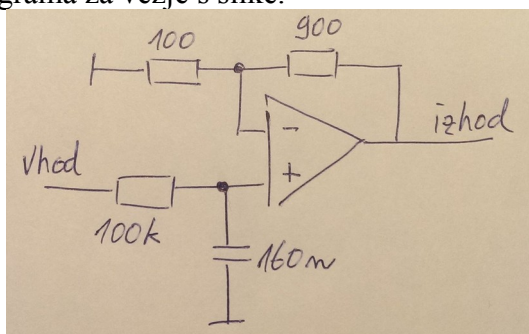 grama za vezje s slike.
100
900
-
izhod
Vhod
+
100k
160n